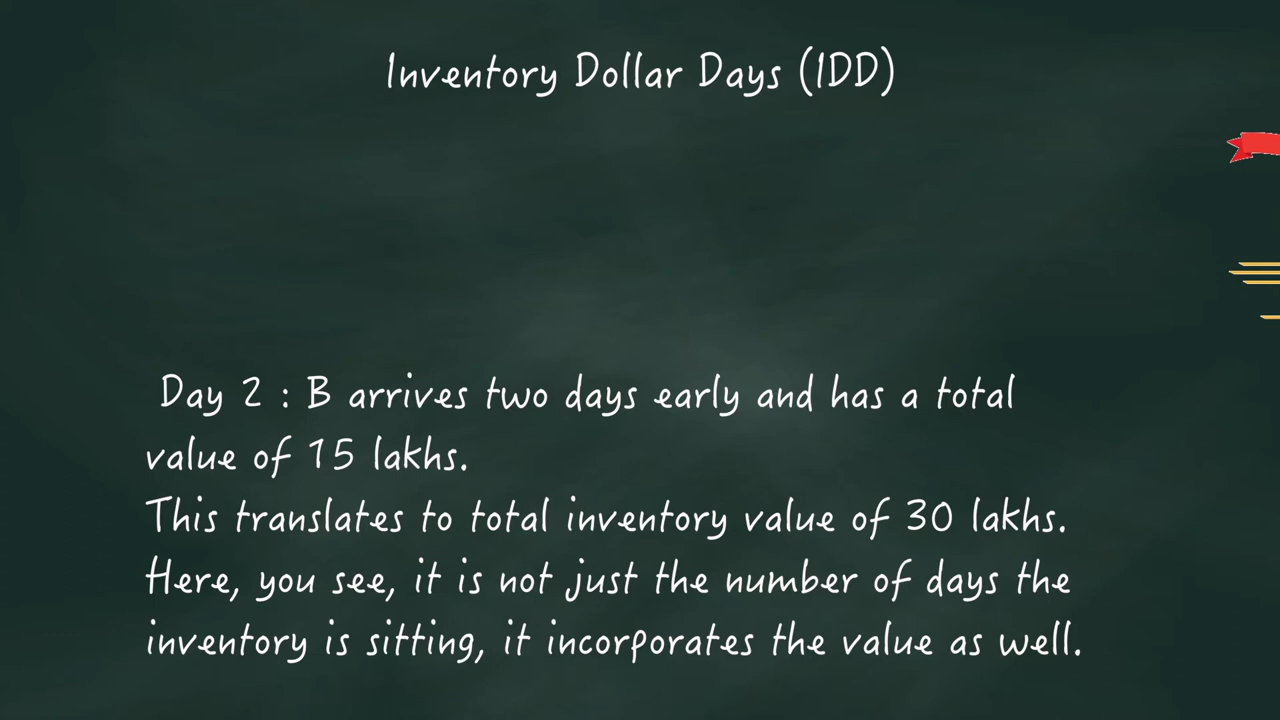 Inventory Dollar Days (IDD)
Day 2 : B arrives two days early and has a total
value of 15 lakhs.
This translates to total inventory value of 30 lakhs.
Here, you see, it is not just the number of days the
inventory is sitting, it incorporates the value as well.